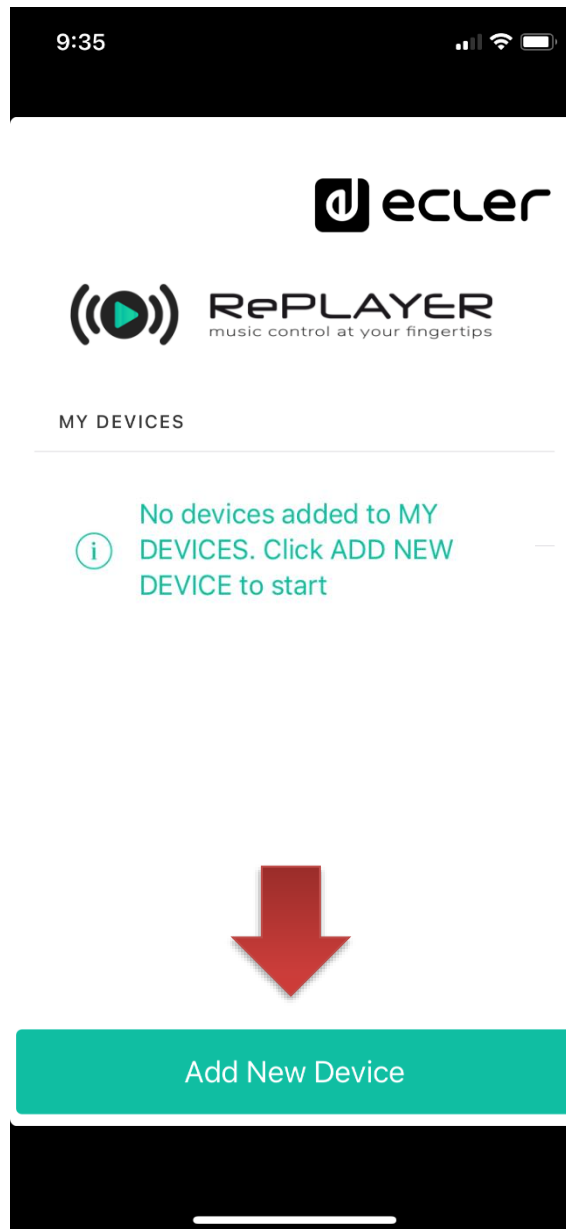 9:35
ecler
RePLAYER
music control at your fingertips
MY DEVICES
No devices added to MY
DEVICES. Click ADD NEW
DEVICE to start
Add New Device